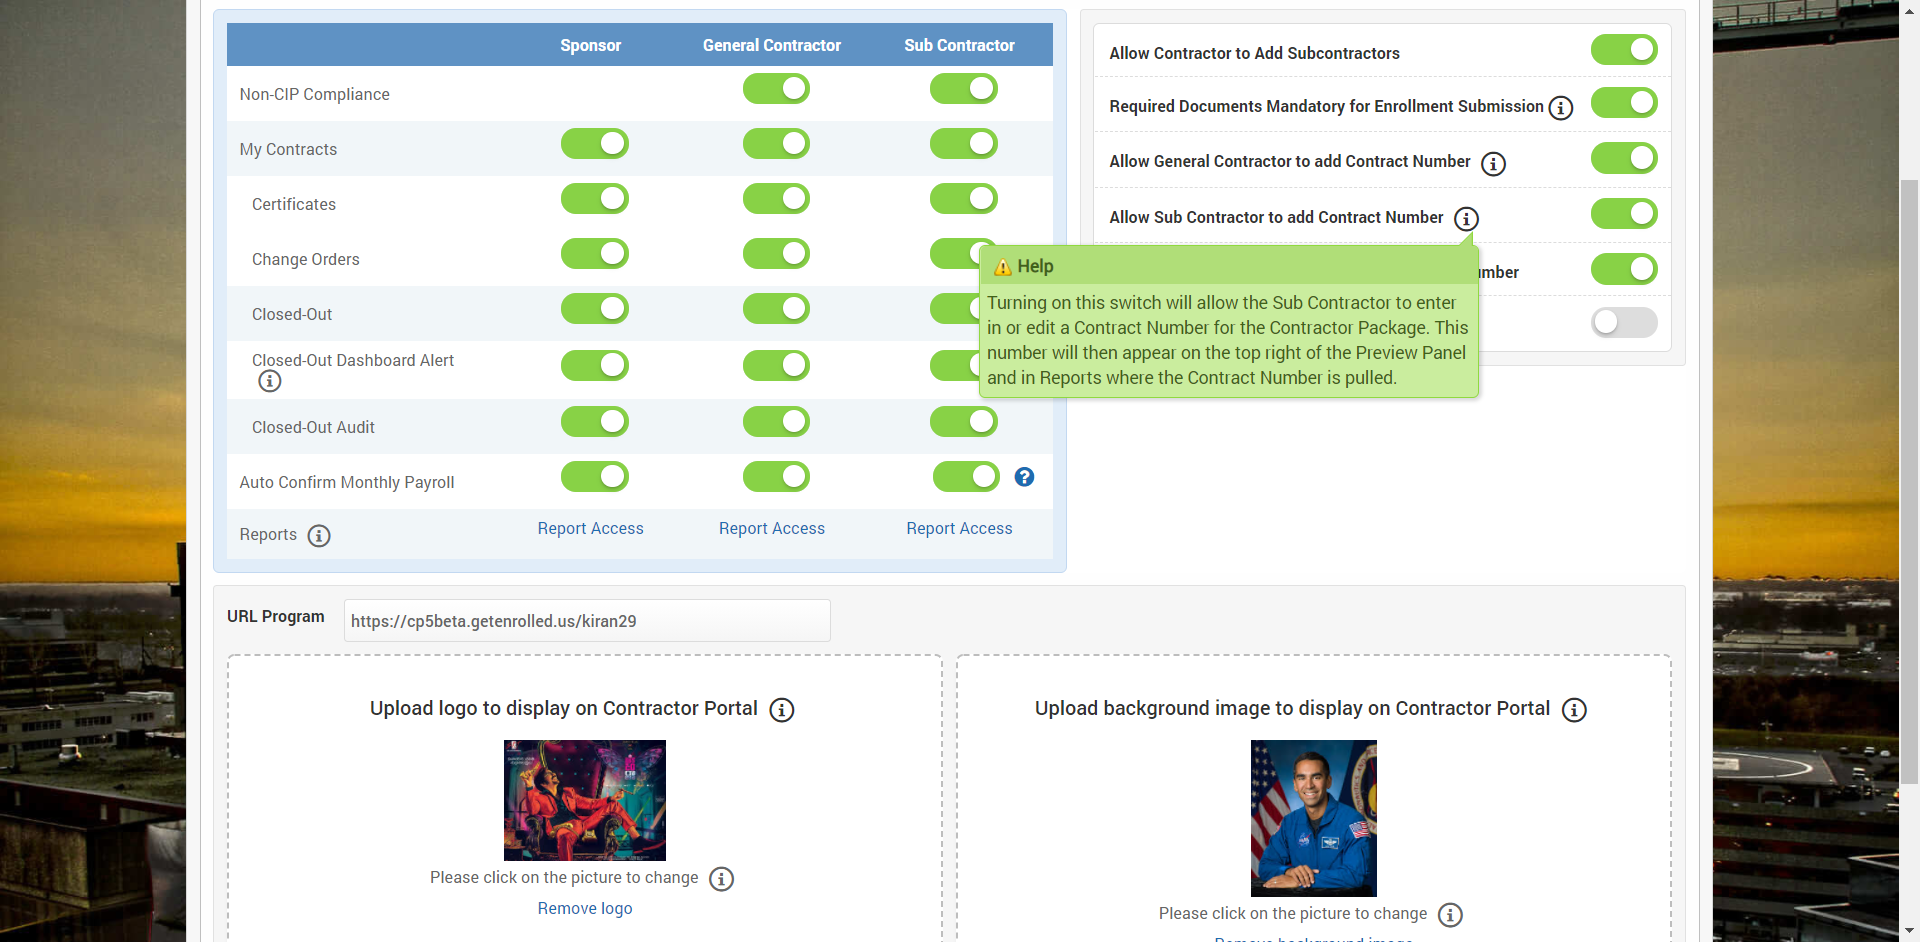 Sponsor General Contractor Sub Contractor
Non-CIP Compliance
My Contracts
Certificates
Change Orders
Closed-Out
Closed-Out Dashboard Alert
Closed-Out Audit
Auto Confirm Monthly Payroll
Reports Report Access Report Access Report Access
Allow Contractor to Add Subcontractors
Required Documents Mandatory for Enrollment Submission
Allow General Contractor to add Contract Number
Allow Sub Contractor to add Contract Number
Help
Turning on this switch will allow the Sub Contractor to enter
in or edit a Contract Number for the Contractor Package. This
number will then appear on the top right of the Preview Panel
and in Reports where the Contract Number is pulled.
URL Program https://cp5beta.getenrolled.us/kiran29
Upload logo to display on Contractor Portal
Please click on the picture to change
Remove logo
Upload background image to display on Contractor Portal
Please click on the picture to change
Remove background image